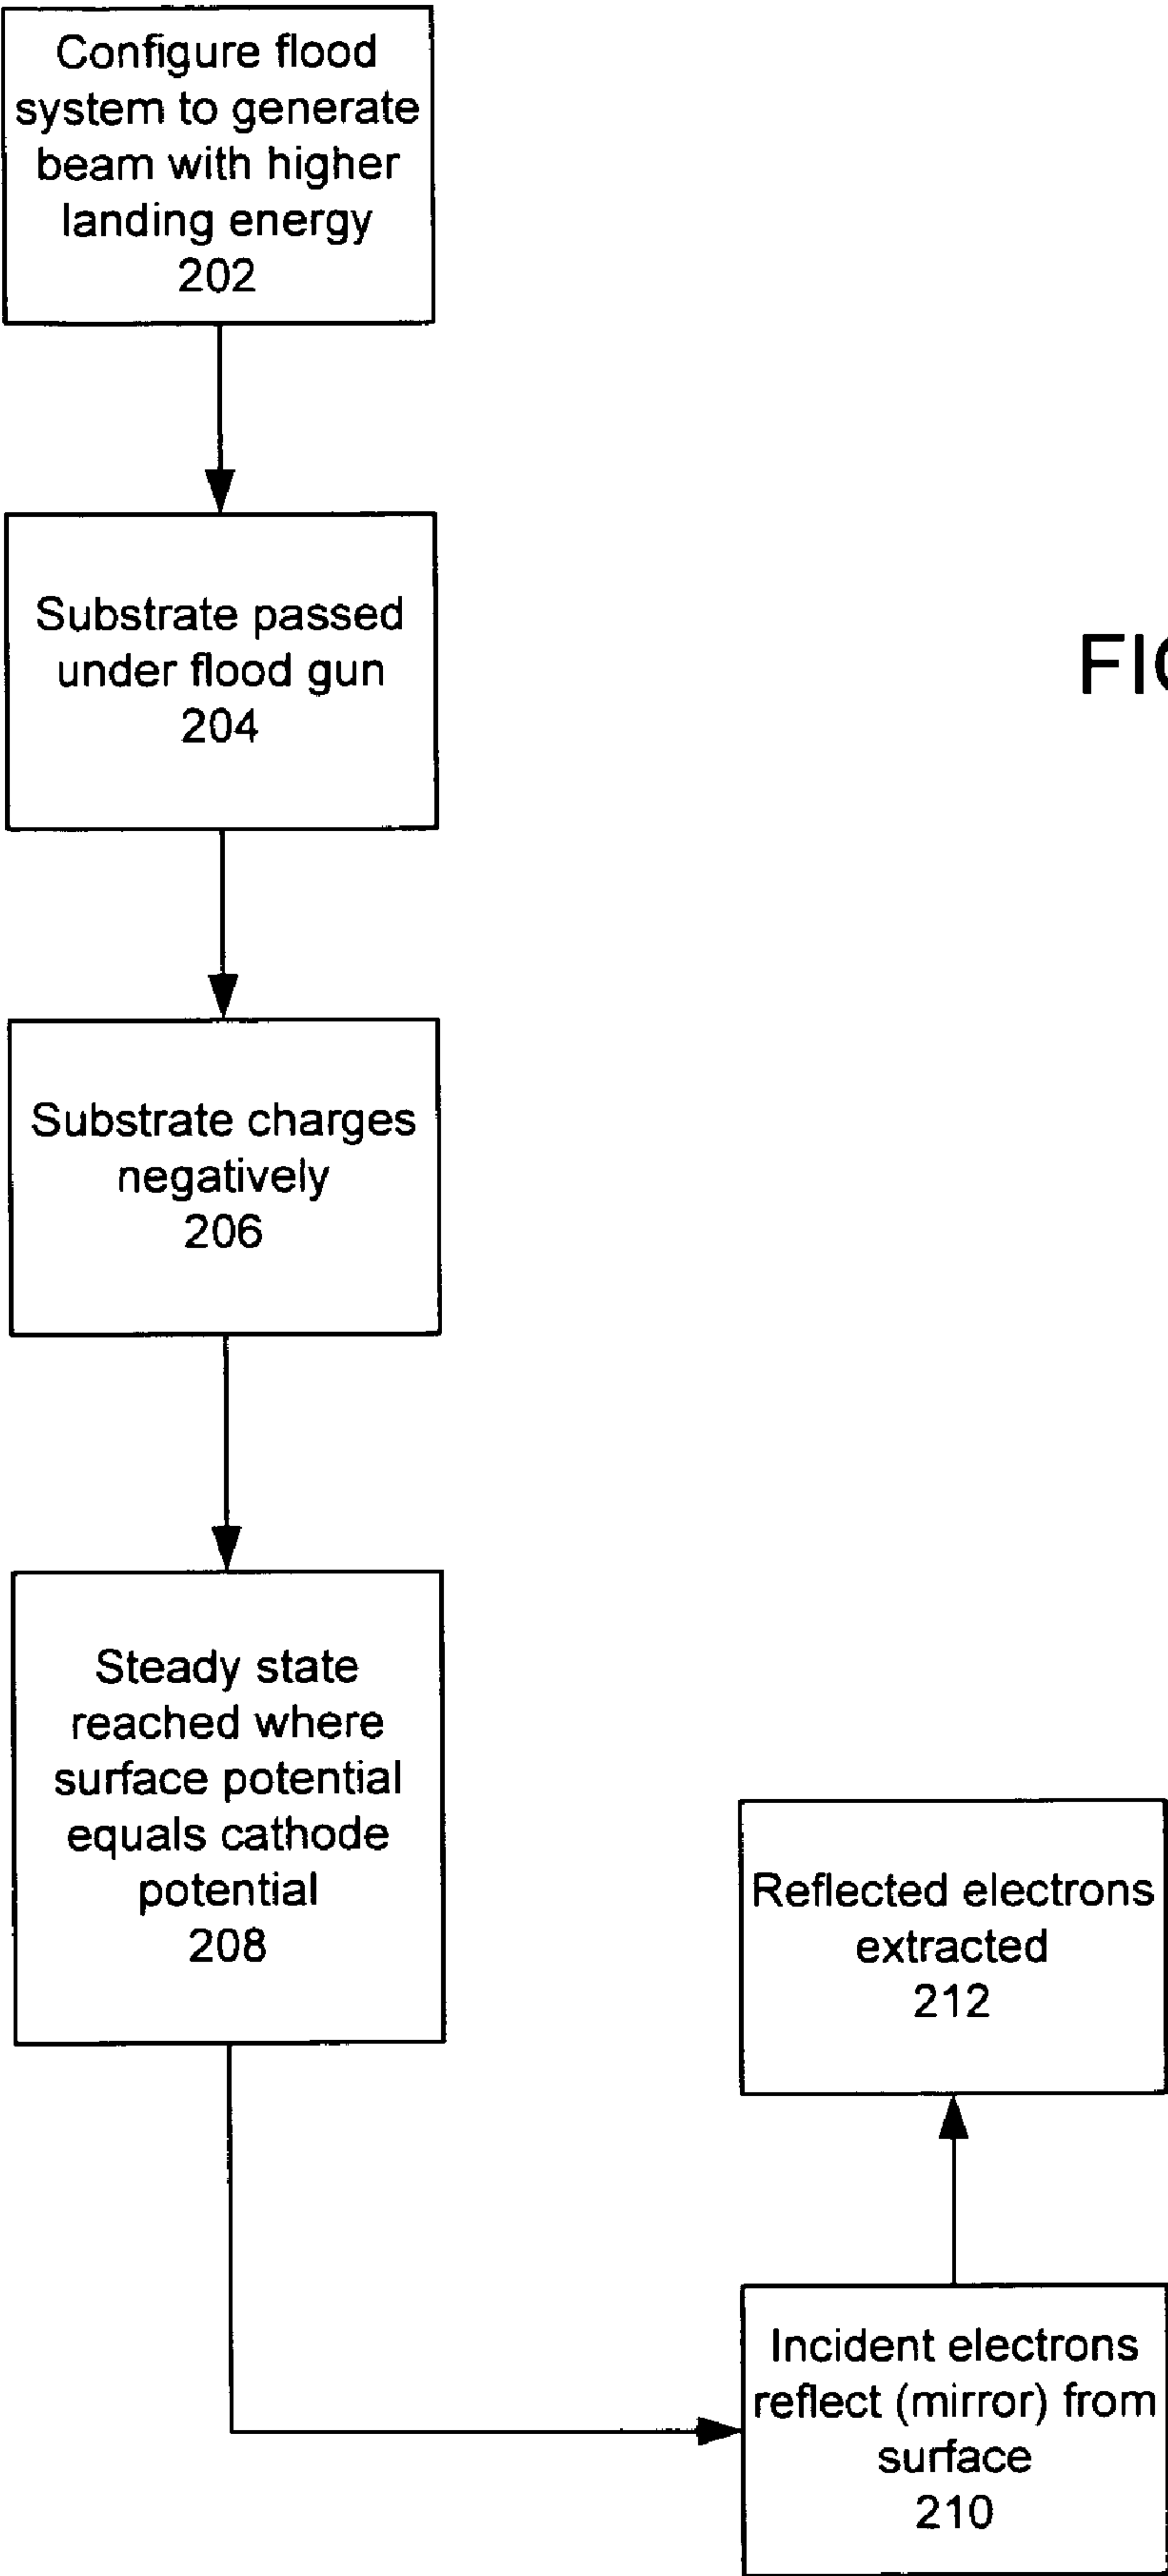 Configure flood
system to generate
beam with higher
landing energy
202
Substrate passed
under flood gun
204
Substrate charges
negatively
206
Steady state
reached where
surface potential
equals cathode
potential
208
Reflected electrons
extracted
212
Incident electrons
reflect (mirror) from
surface
210